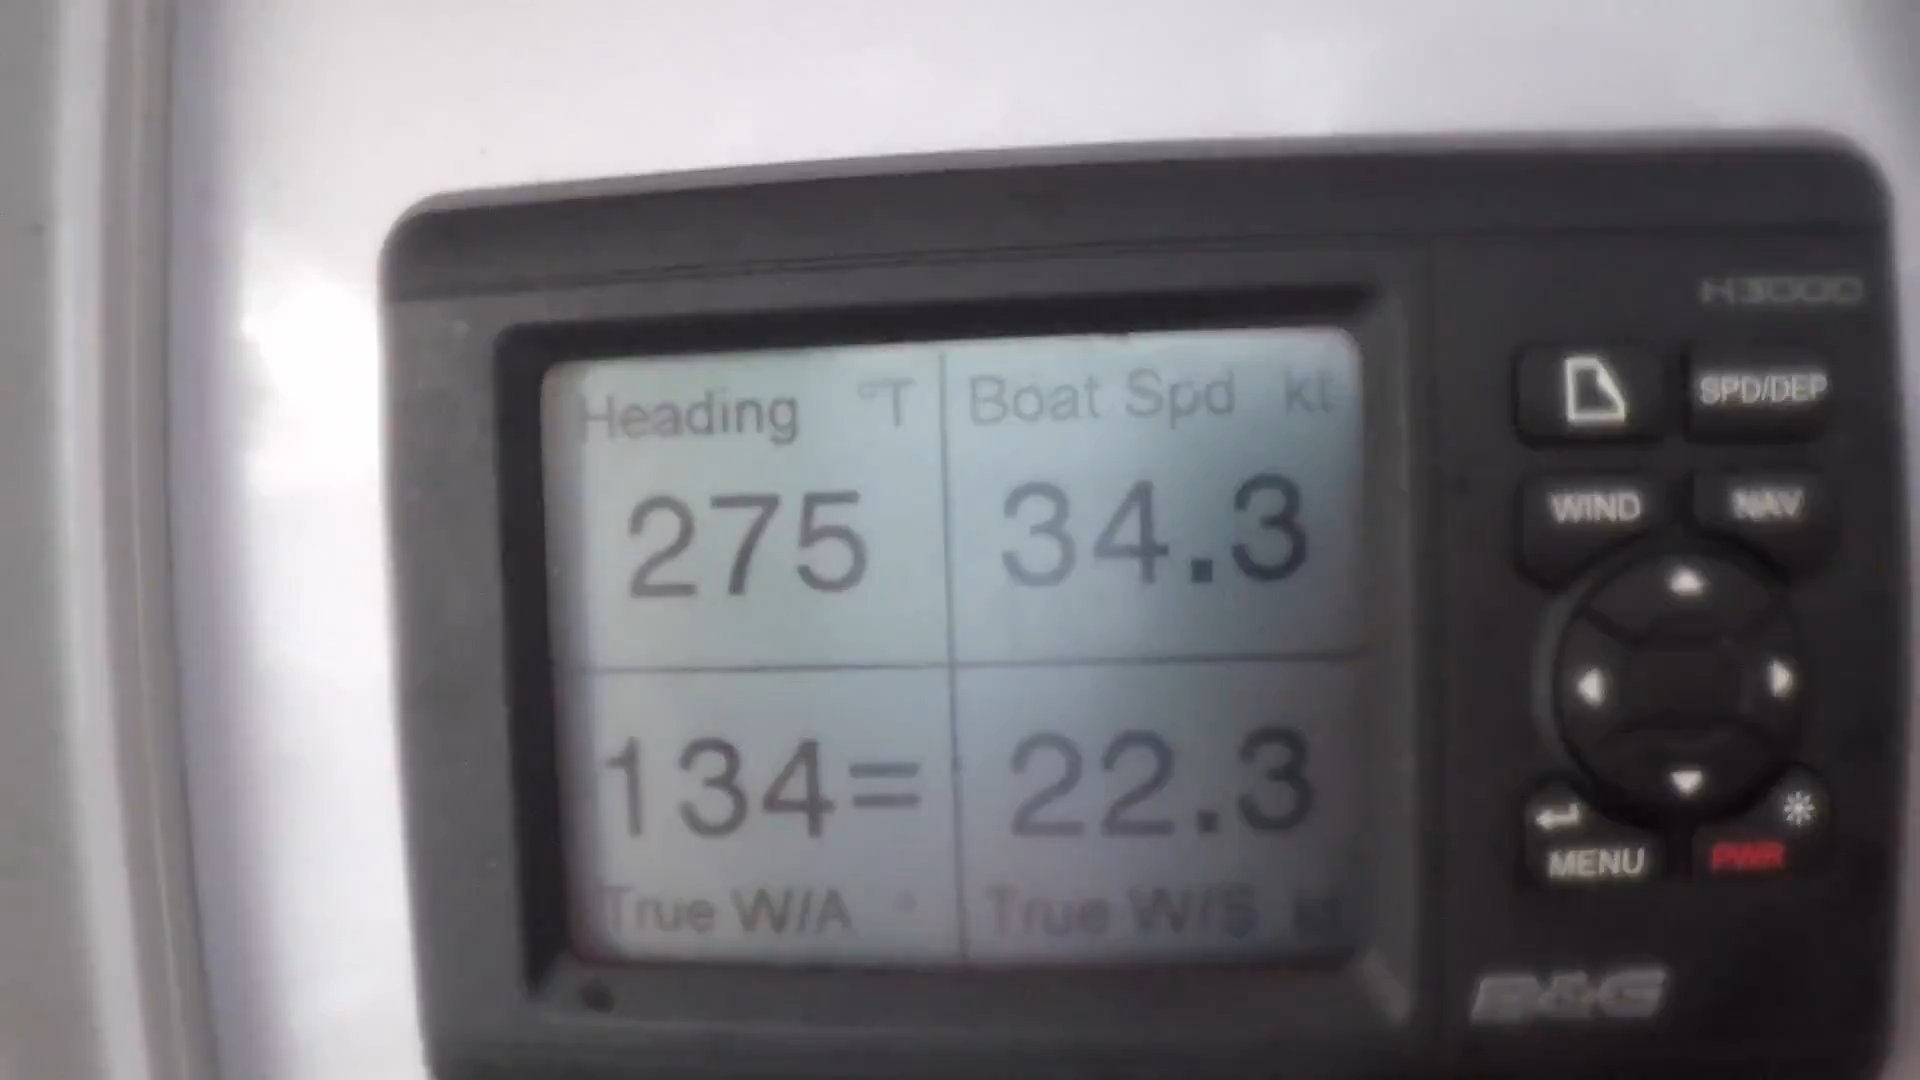 H3000
Heading °T
Boat Spd kt
275
34.3
134=
22.3
True W/A °
True W/S kt
SPD/DEP
WIND
NAV
MENU
PWR
B&G